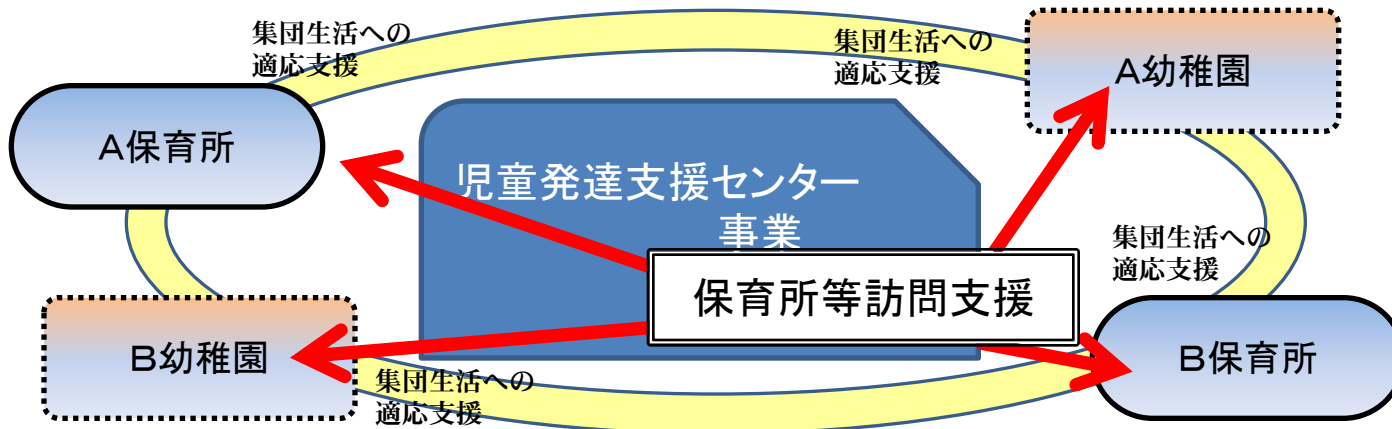 集団生活への
適応支援
集団生活への
適応支援
A幼稚園
A保育所
児童発達支援センター
事業
集団生活への
適応支援
保育所等訪問支援
B幼稚園
B保育所
集団生活への
適応支援